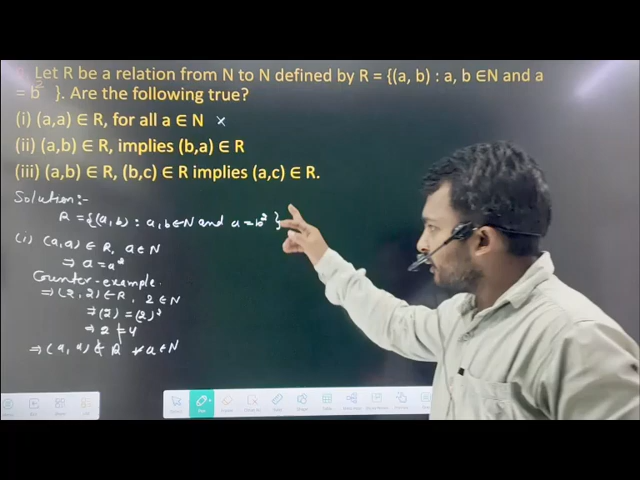 Let R be a relation from N to N defined by R = {(a, b) : a, b ∈N and a
= b² }. Are the following true?
(i) (a,a) ∈ R, for all a ∈ N ×
(ii) (a,b) ∈ R, implies (b,a) ∈ R
(iii) (a,b) ∈ R, (b,c) ∈ R implies (a,c) ∈ R.
Solution:-
R = {(a,b) : a,b ∈ N and a = b² }
(i) (a,a) ∈ R, a ∈ N
⇒ a = a²
Counter-example.
⇒ (2,2) ∈ R, 2 ∈ N
⇒ (2) = (2)²
⇒ 2 ≠ 4
⇒ (a,a) ∉ R ∀ a ∈ N